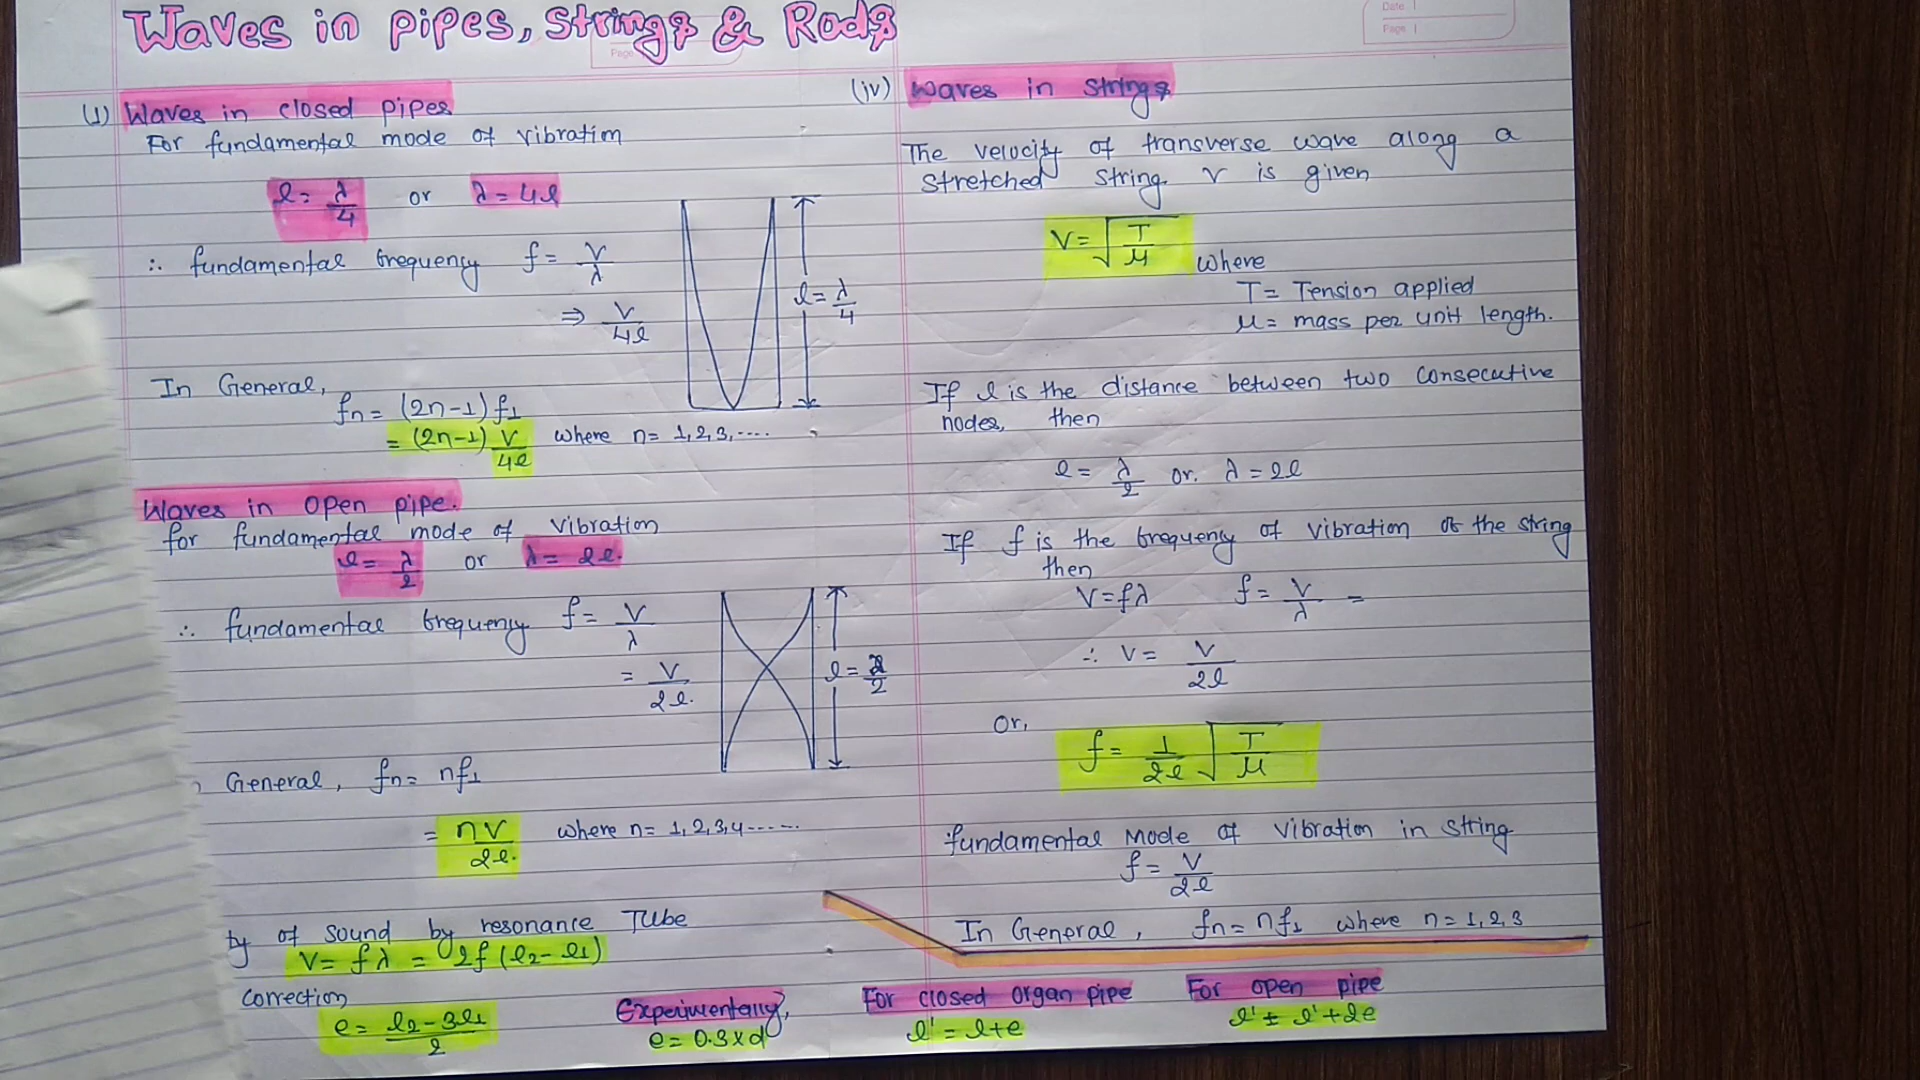 Waves in pipes, Strings & Rods
Date
Page
Page
(1) Waves in closed pipes
For fundamental mode of vibration
l = λ/4 or λ = 4l
∴ fundamental frequency f = V/λ
⇒ V/4l
l = λ/4
In General,
fn = (2n-1) f1
= (2n-1) V/4l where n = 1,2,3,....
Waves in open pipe.
for fundamental mode of vibration
l = λ/2 or λ = 2l.
∴ fundamental frequency f = V/λ
= V/2l.
l = λ/2
General, fn = nf1
= nV/2l. where n = 1,2,3,4......
ty of sound by resonance Tube
V = fλ = 2f (l2 - l1)
Correction
e = l2 - 3l1/2
Experimentally,
e = 0.3 x d
(iv) Waves in strings
The velocity of transverse wave along a
stretched string v is given
V = √T/μ where
T = Tension applied
μ = mass per unit length.
If l is the distance between two consecutive
nodes, then
l = λ/2 or. λ = 2l
If f is the frequency of vibration of the string
then
V = fλ f = V/λ =
∴ V = V/2l
Or,
f = 1/2l √T/μ
fundamental Mode of vibration in string
f = V/2l
In General, fn = nf1 where n = 1,2,3
For closed organ pipe
l' = l + e
For open pipe
l' = l' + 2e